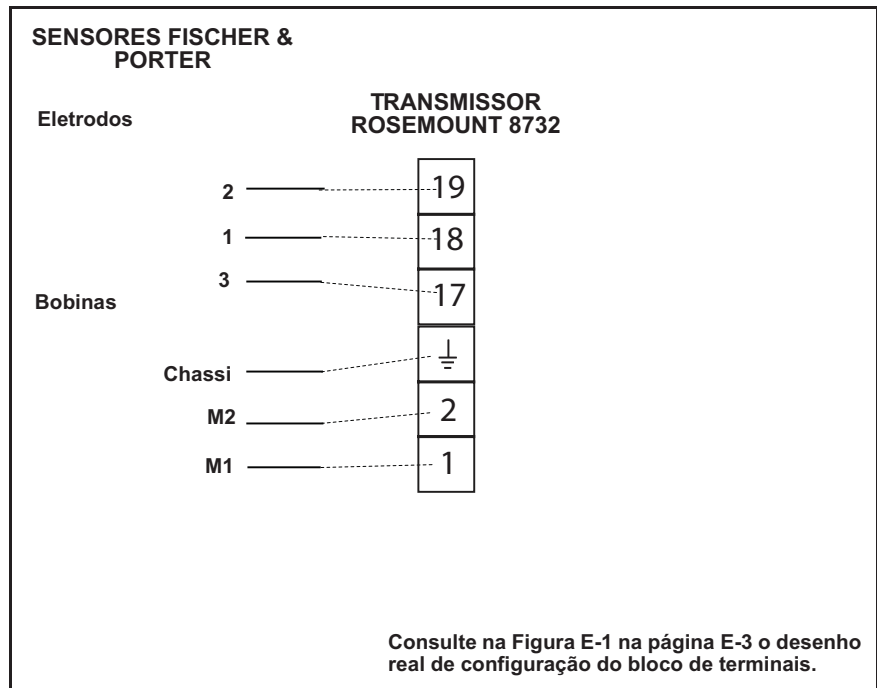 SENSORES FISCHER &
PORTER
TRANSMISSOR
ROSEMOUNT 8732
Eletrodos
2 19
1 18
3 17
Bobinas
Chassi
M2 2
M1 1
Consulte na Figura E-1 na página E-3 o desenho
real de configuração do bloco de terminais.